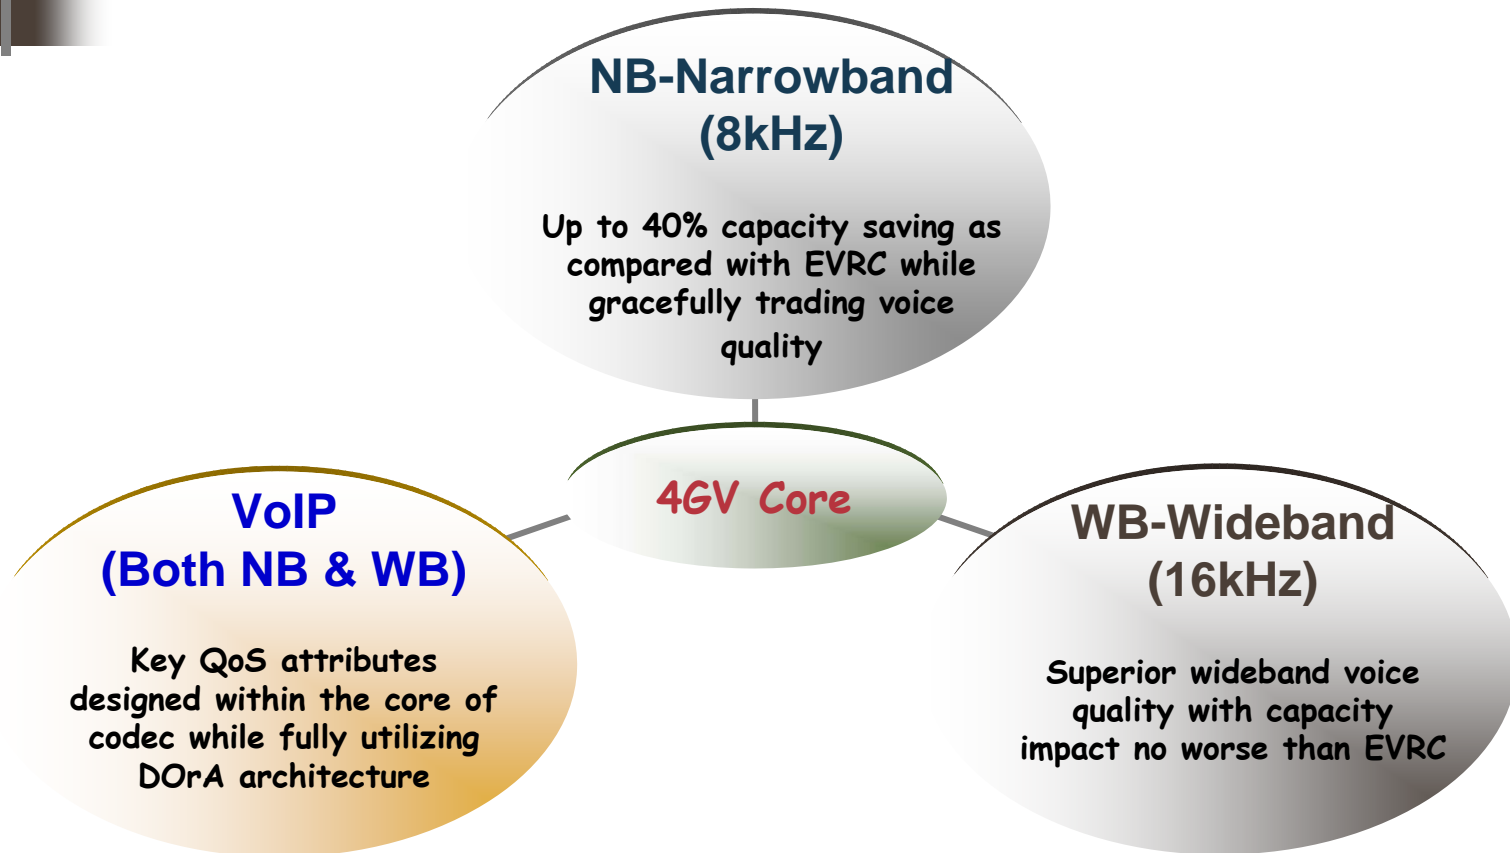 NB-Narrowband
(8kHz)
Up to 40% capacity saving as
compared with EVRC while
gracefully trading voice
quality
4GV Core
VoIP
(Both NB & WB)
Key QoS attributes
designed within the core of
codec while fully utilizing
DOrA architecture
WB-Wideband
(16kHz)
Superior wideband voice
quality with capacity
impact no worse than EVRC